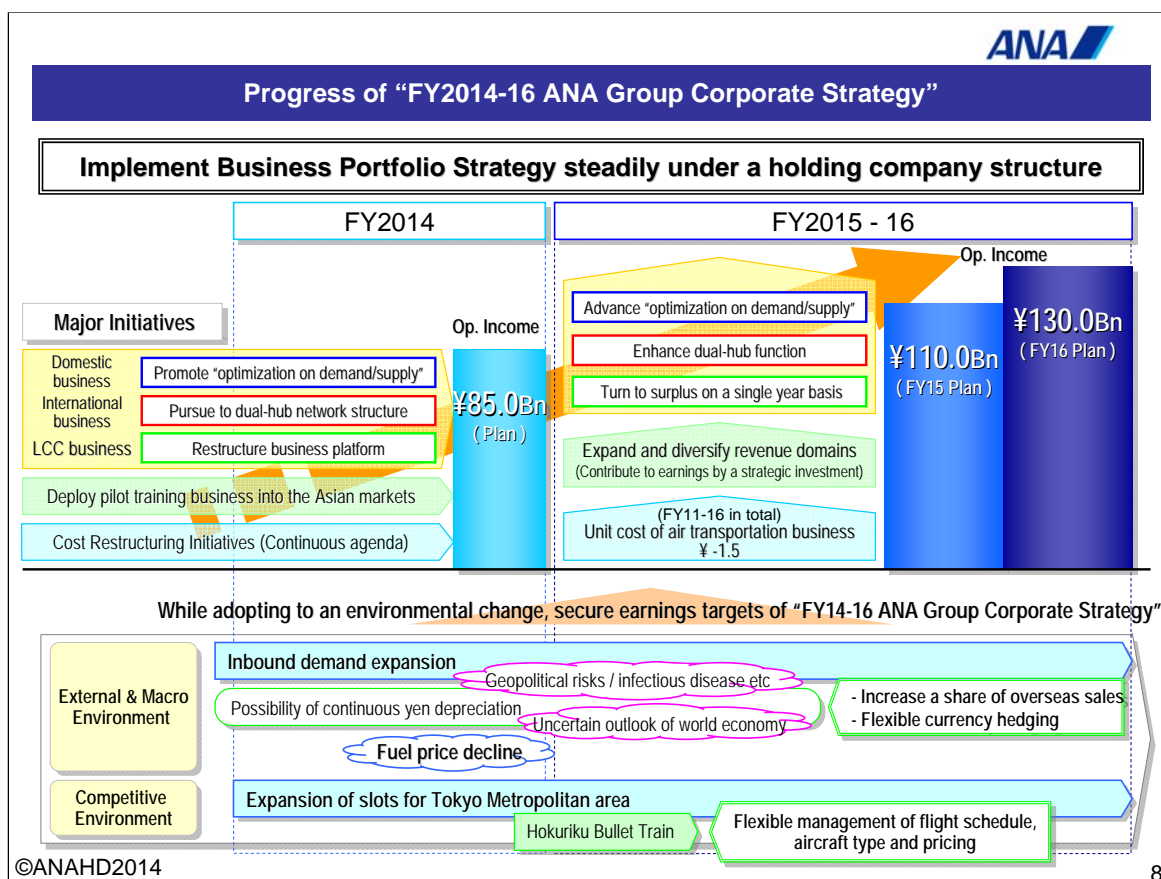 ANA
Progress of “FY2014-16 ANA Group Corporate Strategy”
Implement Business Portfolio Strategy steadily under a holding company structure
FY2014
FY2015 - 16
Major Initiatives
Op. Income
Op. Income
Domestic
business
Promote “optimization on demand/supply”
International
business
Pursue to dual-hub network structure
LCC business
Restructure business platform
Deploy pilot training business into the Asian markets
Cost Restructuring Initiatives (Continuous agenda)
¥85.0Bn
( Plan )
Advance “optimization on demand/supply”
Enhance dual-hub function
Turn to surplus on a single year basis
Expand and diversify revenue domains
(Contribute to earnings by a strategic investment)
(FY11-16 in total)
Unit cost of air transportation business
¥ -1.5
¥110.0Bn
( FY15 Plan )
¥130.0Bn
( FY16 Plan )
While adopting to an environmental change, secure earnings targets of “FY14-16 ANA Group Corporate Strategy”
External & Macro
Environment
Inbound demand expansion
Geopolitical risks / infectious disease etc
Possibility of continuous yen depreciation
Uncertain outlook of world economy
Fuel price decline
- Increase a share of overseas sales
- Flexible currency hedging
Competitive
Environment
Expansion of slots for Tokyo Metropolitan area
Hokuriku Bullet Train
Flexible management of flight schedule,
aircraft type and pricing
©ANAHD2014
8